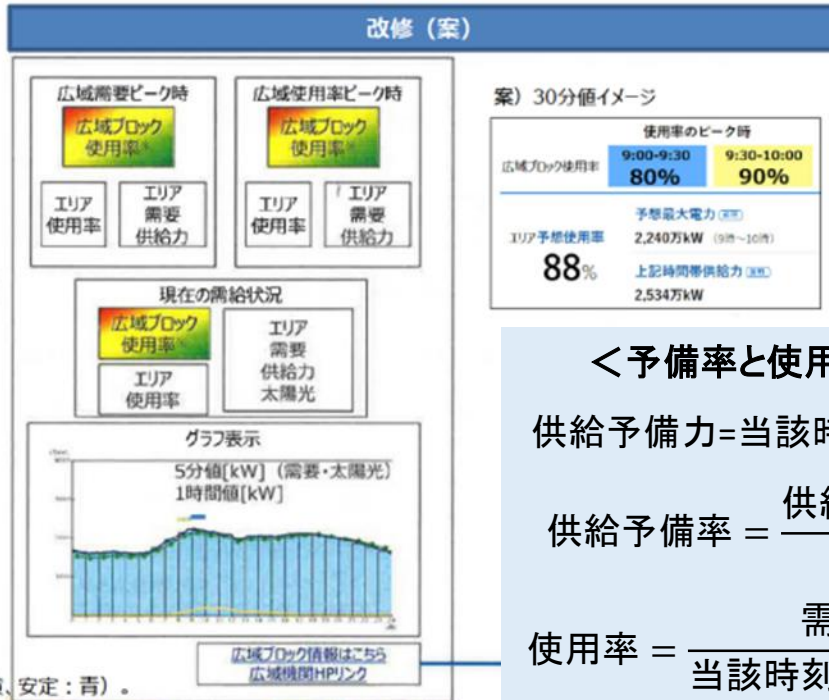 改修（案）
広域需要ピーク時
広域ブロック
使用率※
エリア
使用率
エリア
需要
供給力
広域使用率ピーク時
広域ブロック
使用率※
エリア
使用率
エリア
需要
供給力
現在の需給状況
広域ブロック
使用率※
エリア
使用率
エリア
需要
供給力
太陽光
グラフ表示
5分値[kW]（需要・太陽光）
1時間値[kW]
広域ブロック情報はこちら
広域機関HPリンク
、安定：青）。
案）30分値イメージ
使用率のピーク時
広域ブロック使用率
9:00-9:30
80%
9:30-10:00
90%
エリア予想使用率
88%
予想最大電力
2,240万kW （9時～10時）
上記時間帯供給力
2,534万kW
＜予備率と使用
供給予備力=当該時
供給予備率 =
使用率 =
当該時刻